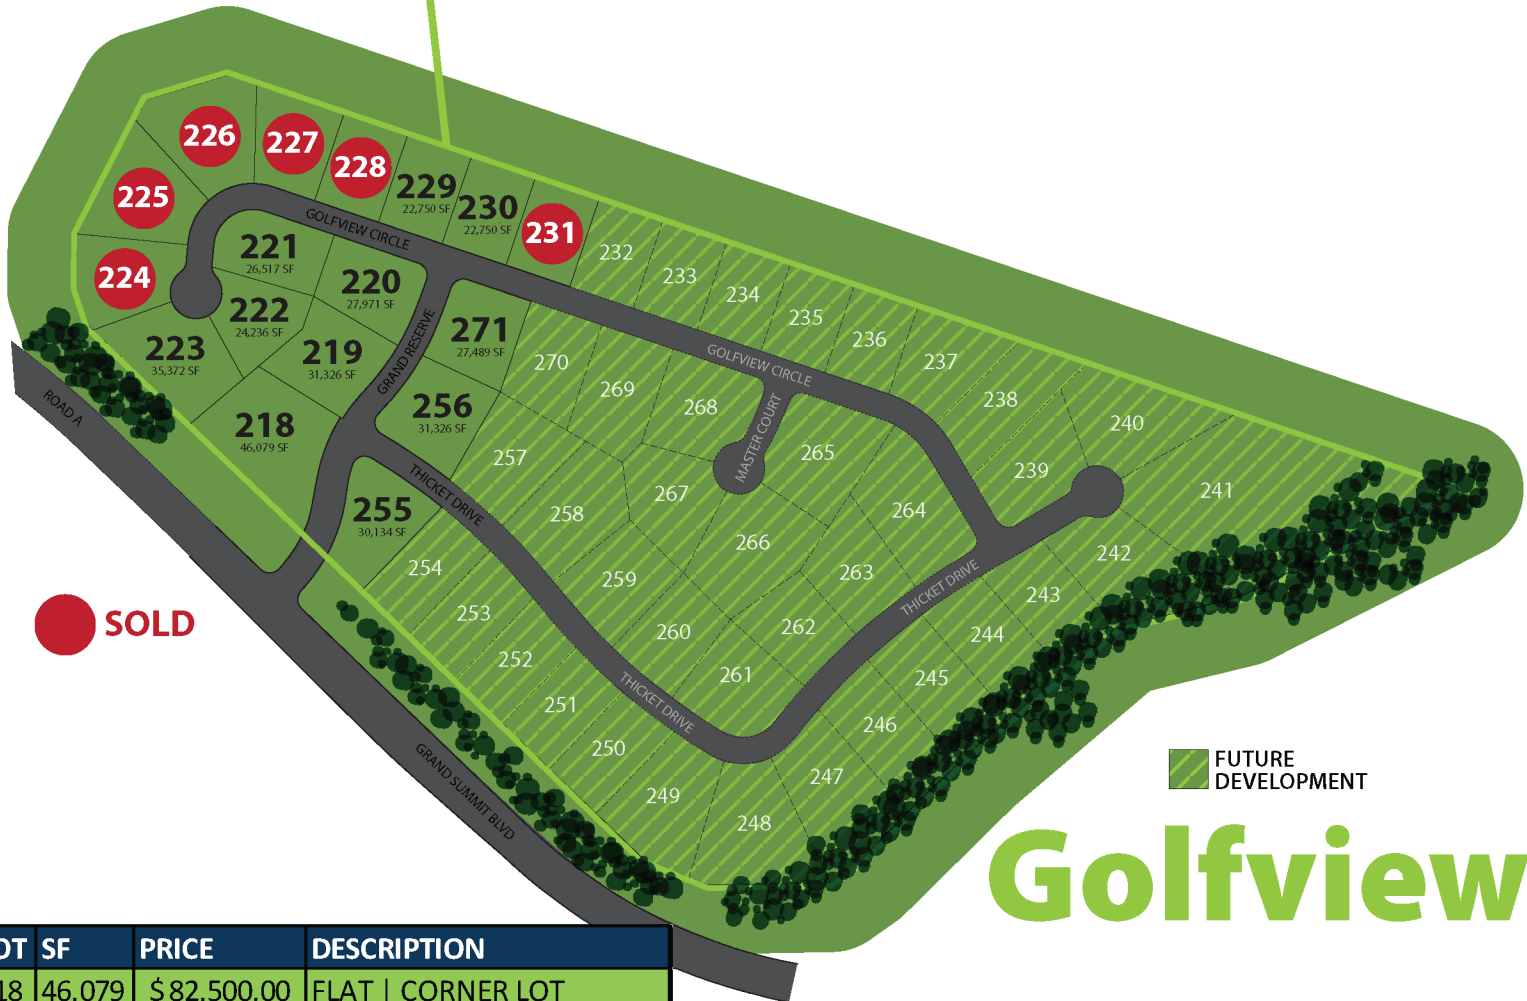 226
227
228
225
229
22,750 SF
230
22,750 SF
231
224
221
26,517 SF
GOLFVIEW CIRCLE
220
27,971 SF
222
24,236 SF
223
35,372 SF
219
31,326 SF
GRAND RESERVE
271
27,489 SF
218
46,079 SF
256
31,326 SF
255
30,134 SF
232
233
234
235
236
237
238
239
240
241
242
243
244
245
246
247
248
249
250
251
252
253
254
257
258
259
260
261
262
263
264
265
266
267
268
269
270
GOLFVIEW CIRCLE
MASTER COURT
THICKET DRIVE
THICKET DRIVE
THICKET DRIVE
ROAD A
GRAND SUMMIT BLVD
SOLD
FUTURE
DEVELOPMENT
Golfview
OT SF PRICE DESCRIPTION
18 46,079 $82,500.00 FLAT | CORNER LOT